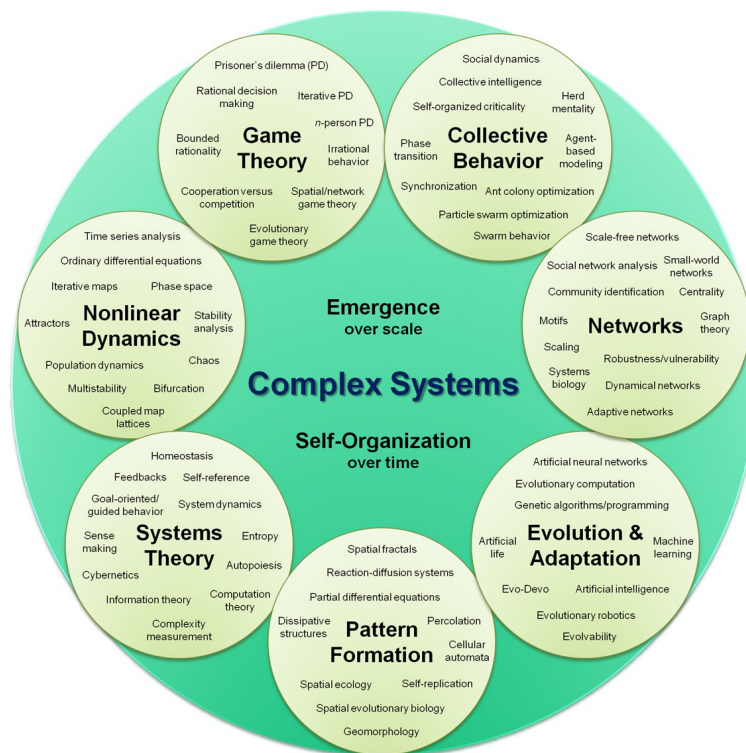 Prisoner's dilemma (PD)
Rational decision
making
Iterative PD
n-person PD
Bounded
rationality
Game
Theory
Irrational
behavior
Cooperation versus
competition
Spatial/network
game theory
Evolutionary
game theory
Social dynamics
Collective intelligence
Herd
mentality
Self-organized criticality
Phase
transition
Collective
Behavior
Agent-
based
modeling
Synchronization
Ant colony optimization
Particle swarm optimization
Swarm behavior
Time series analysis
Ordinary differential equations
Iterative maps
Phase space
Attractors
Nonlinear
Dynamics
Stability
analysis
Population dynamics
Chaos
Multistability
Bifurcation
Coupled map
lattices
Emergence
over scale
Complex Systems
Self-Organization
over time
Scale-free networks
Social network analysis
Small-world
networks
Community identification
Centrality
Motifs
Networks
Graph
theory
Scaling
Robustness/vulnerability
Systems
biology
Dynamical networks
Adaptive networks
Homeostasis
Feedbacks
Self-reference
Goal-oriented/
guided behavior
System dynamics
Sense
making
Systems
Theory
Entropy
Autopoiesis
Cybernetics
Information theory
Computation
theory
Complexity
measurement
Spatial fractals
Reaction-diffusion systems
Partial differential equations
Dissipative
structures
Pattern
Formation
Percolation
Cellular
automata
Spatial ecology
Self-replication
Spatial evolutionary biology
Geomorphology
Artificial neural networks
Evolutionary computation
Genetic algorithms/programming
Artificial
life
Evolution &
Adaptation
Machine
learning
Evo-Devo
Artificial intelligence
Evolutionary robotics
Evolvability